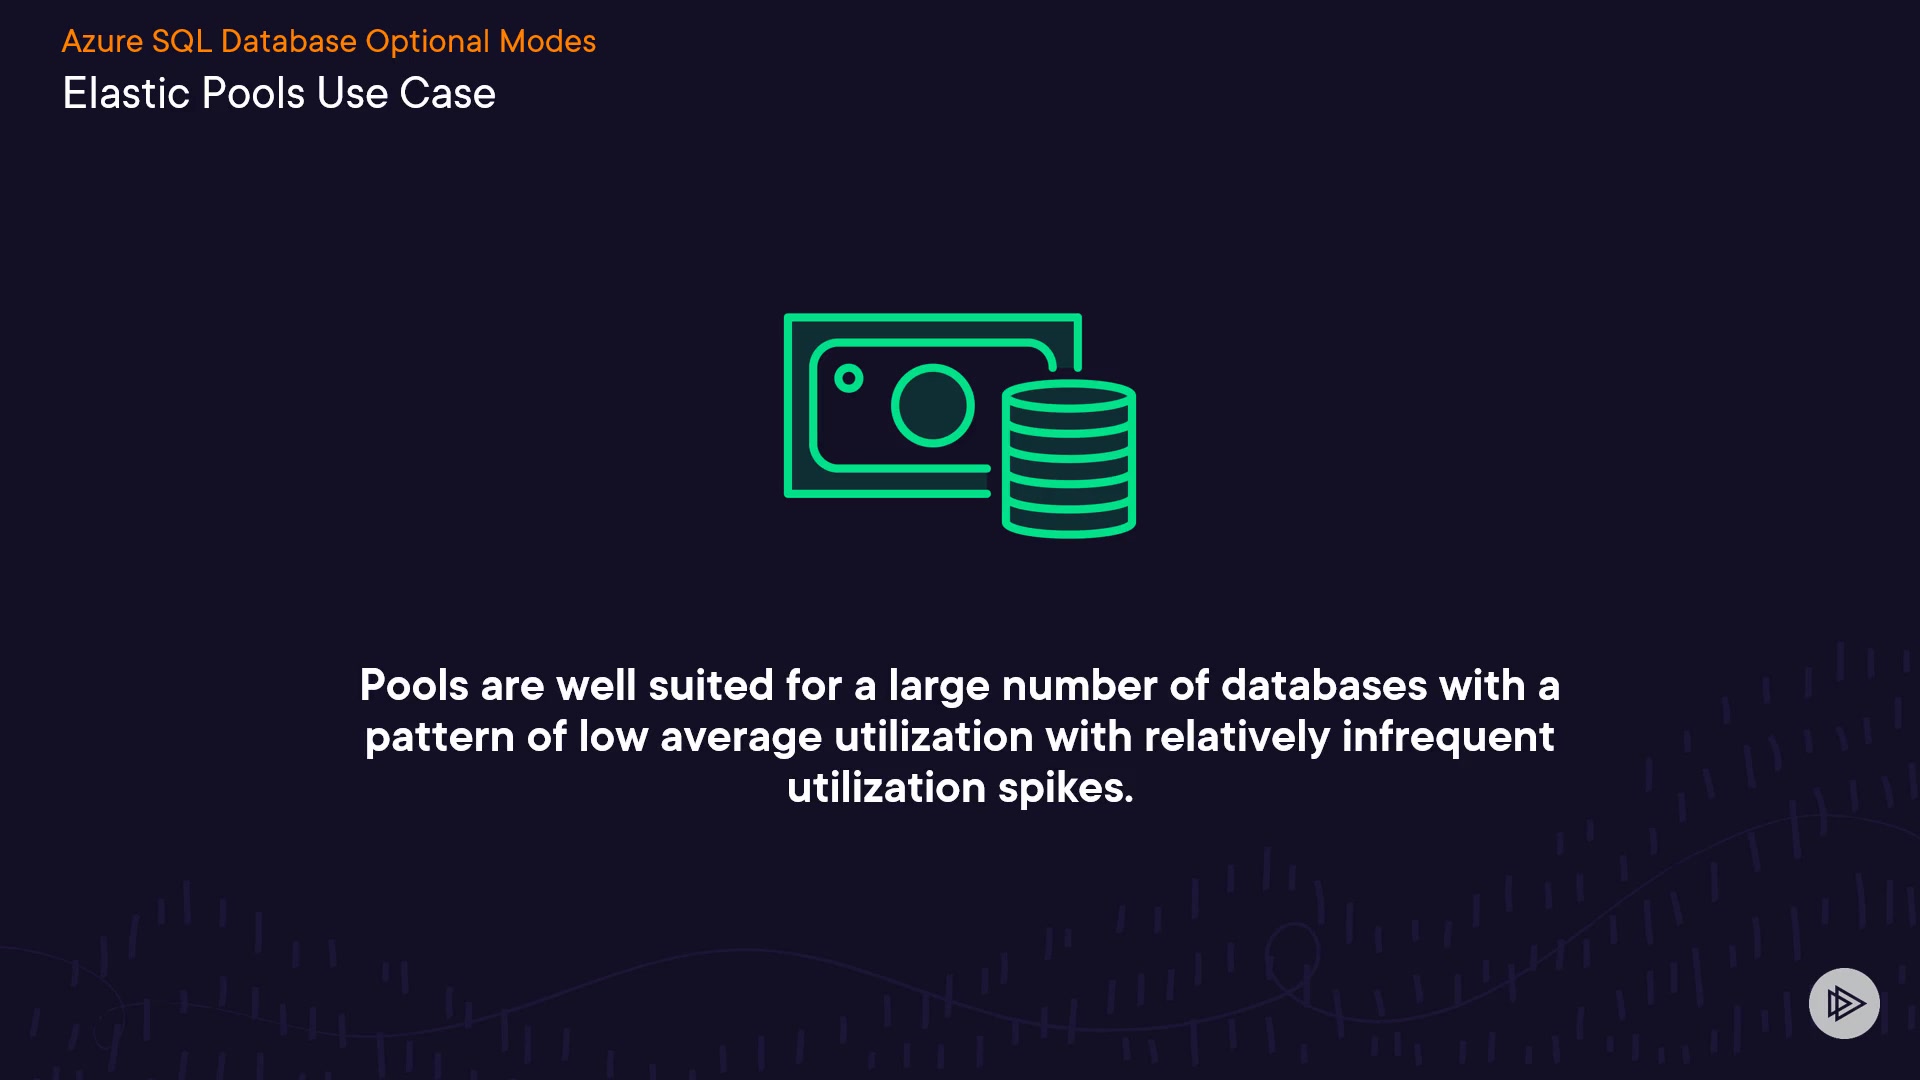 Azure SQL Database Optional Modes
Elastic Pools Use Case
Pools are well suited for a large number of databases with a
pattern of low average utilization with relatively infrequent
utilization spikes.